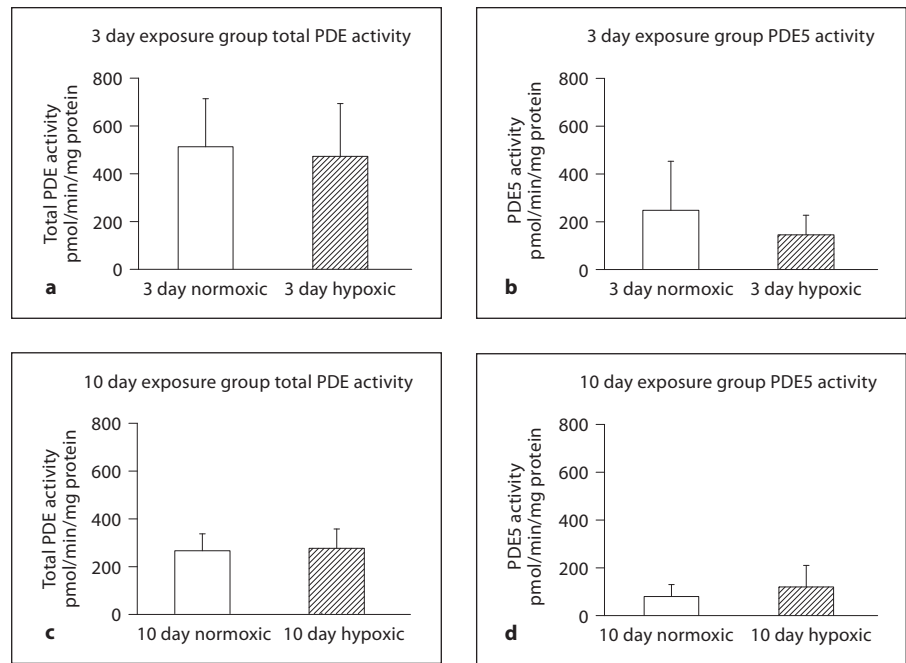 3 day exposure group total PDE activity
Total PDE activity
pmol/min/mg protein
800
600
400
200
0
a
3 day normoxic
3 day hypoxic
3 day exposure group PDE5 activity
PDE5 activity
pmol/min/mg protein
800
600
400
200
0
b
3 day normoxic
3 day hypoxic
10 day exposure group total PDE activity
Total PDE activity
pmol/min/mg protein
800
600
400
200
0
c
10 day normoxic
10 day hypoxic
10 day exposure group PDE5 activity
PDE5 activity
pmol/min/mg protein
800
600
400
200
0
d
10 day normoxic
10 day hypoxic